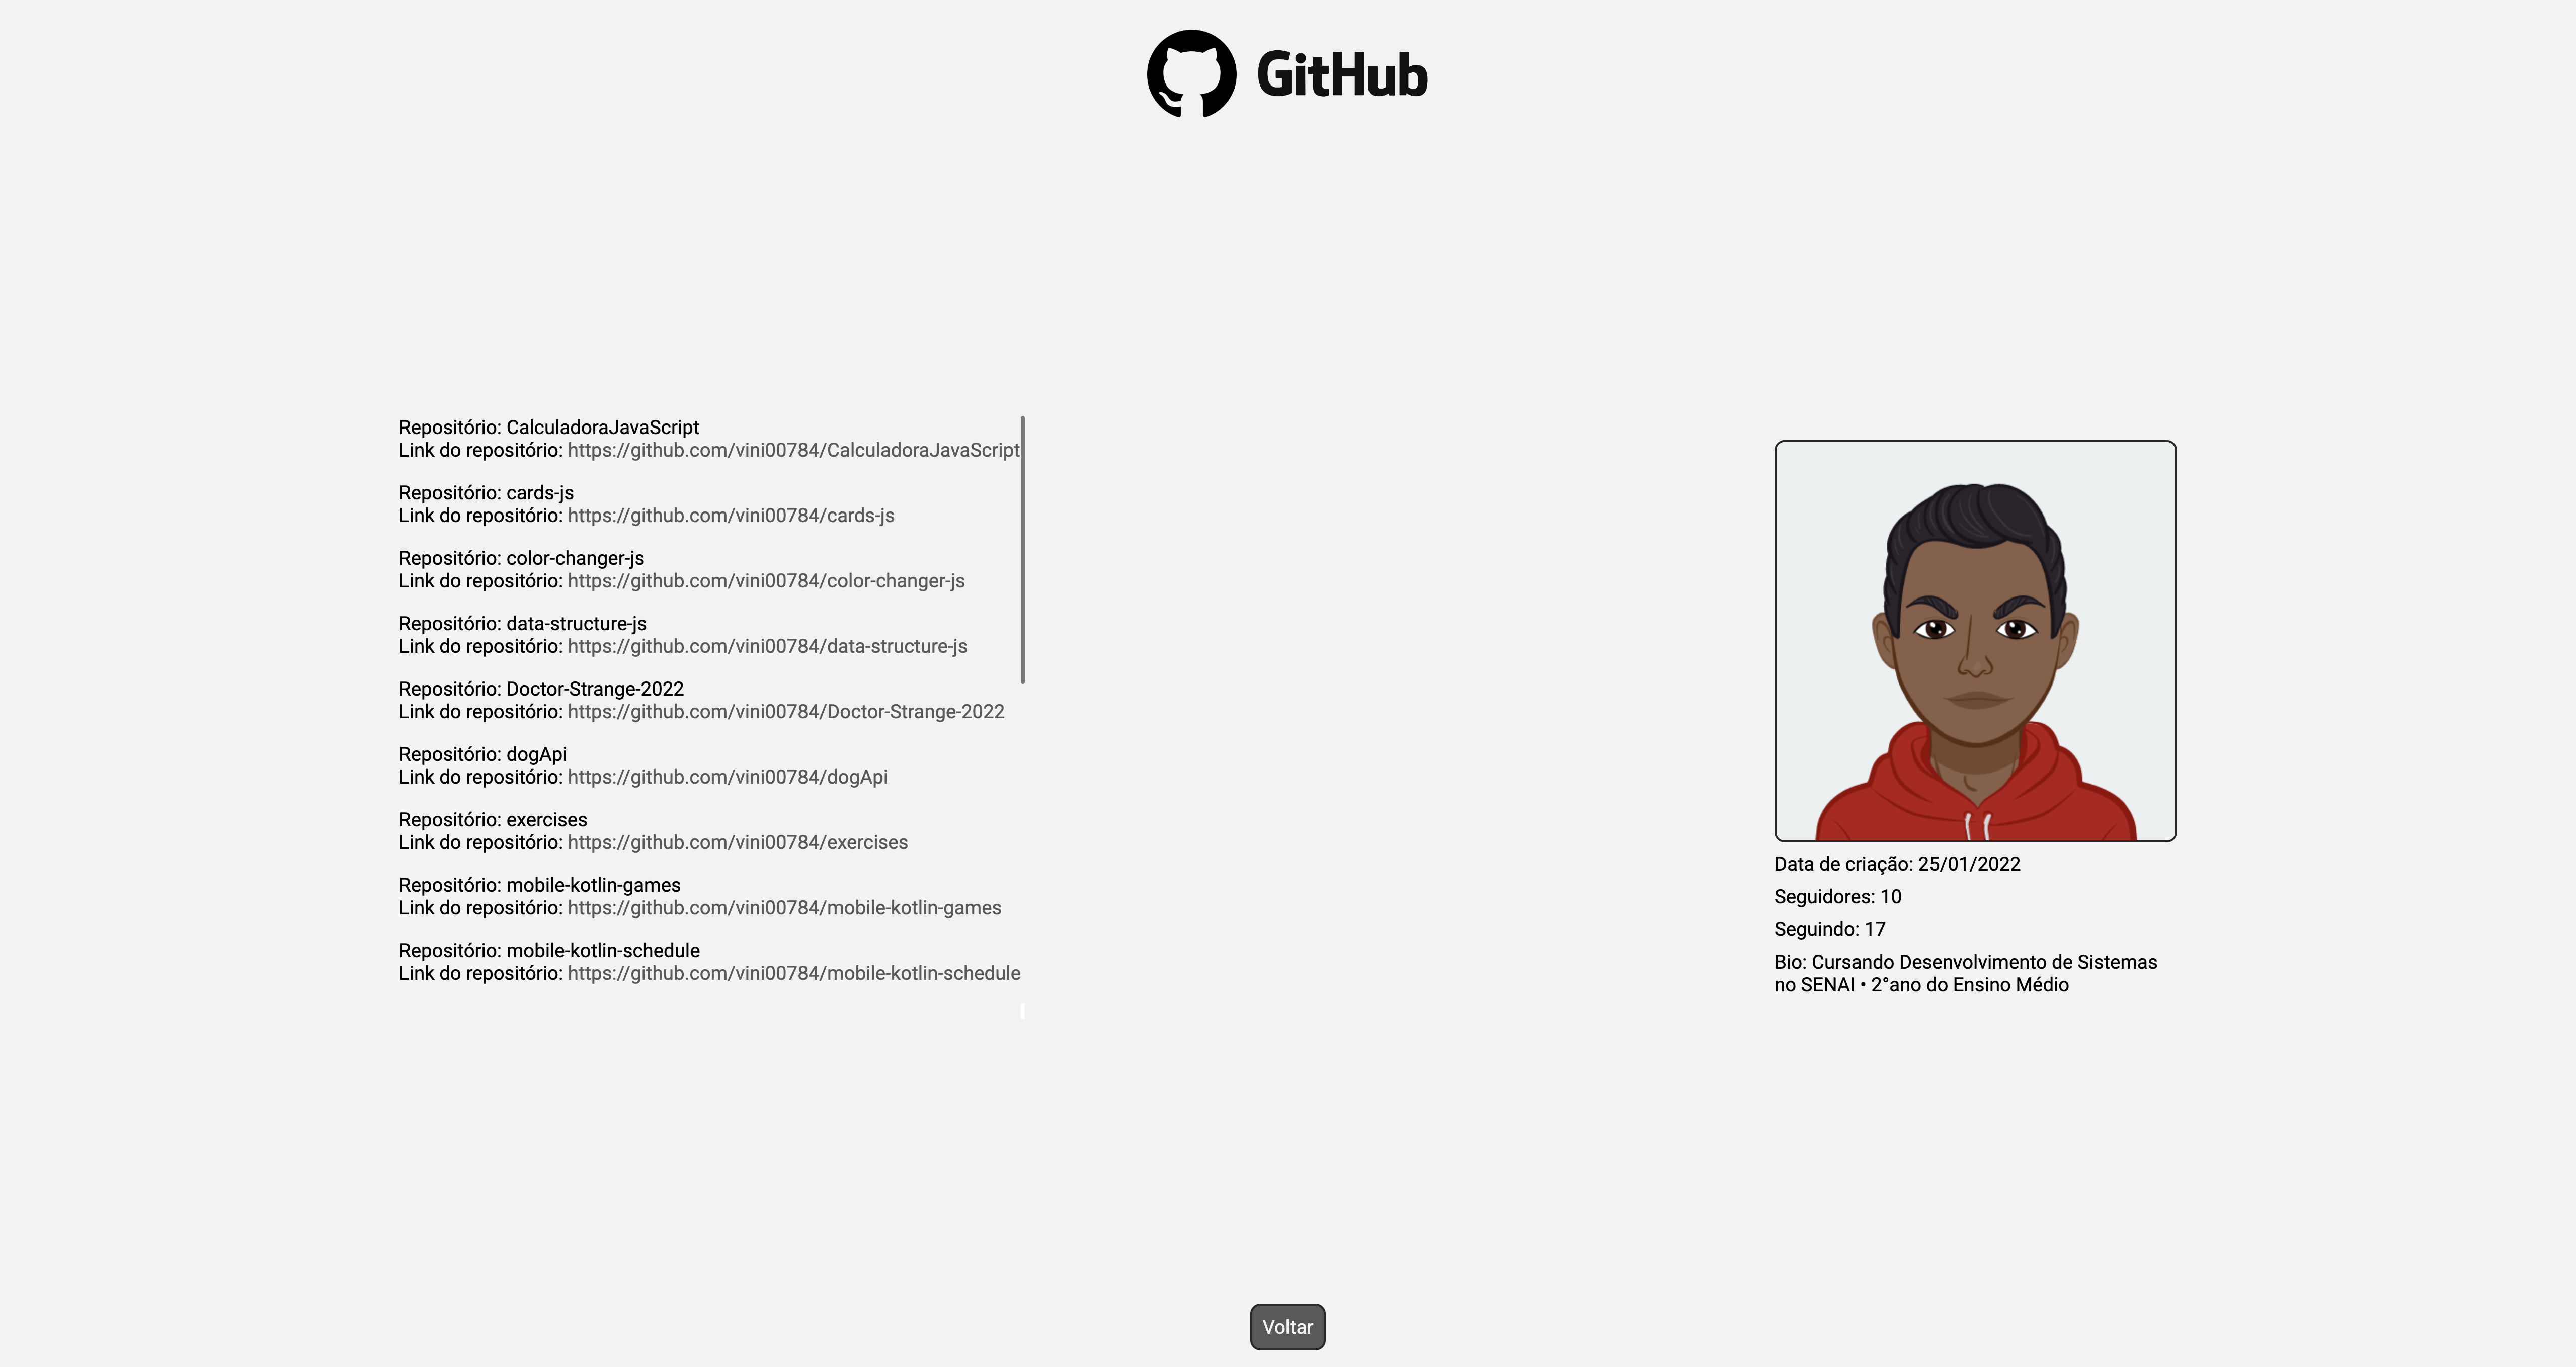 GitHub
Repositório: CalculadoraJavaScript
Link do repositório: https://github.com/vini00784/CalculadoraJavaScript
Repositório: cards-js
Link do repositório: https://github.com/vini00784/cards-js
Repositório: color-changer-js
Link do repositório: https://github.com/vini00784/color-changer-js
Repositório: data-structure-js
Link do repositório: https://github.com/vini00784/data-structure-js
Repositório: Doctor-Strange-2022
Link do repositório: https://github.com/vini00784/Doctor-Strange-2022
Repositório: dogApi
Link do repositório: https://github.com/vini00784/dogApi
Repositório: exercises
Link do repositório: https://github.com/vini00784/exercises
Repositório: mobile-kotlin-games
Link do repositório: https://github.com/vini00784/mobile-kotlin-games
Repositório: mobile-kotlin-schedule
Link do repositório: https://github.com/vini00784/mobile-kotlin-schedule
Data de criação: 25/01/2022
Seguidores: 10
Seguindo: 17
Bio: Cursando Desenvolvimento de Sistemas
no SENAI • 2°ano do Ensino Médio
Voltar